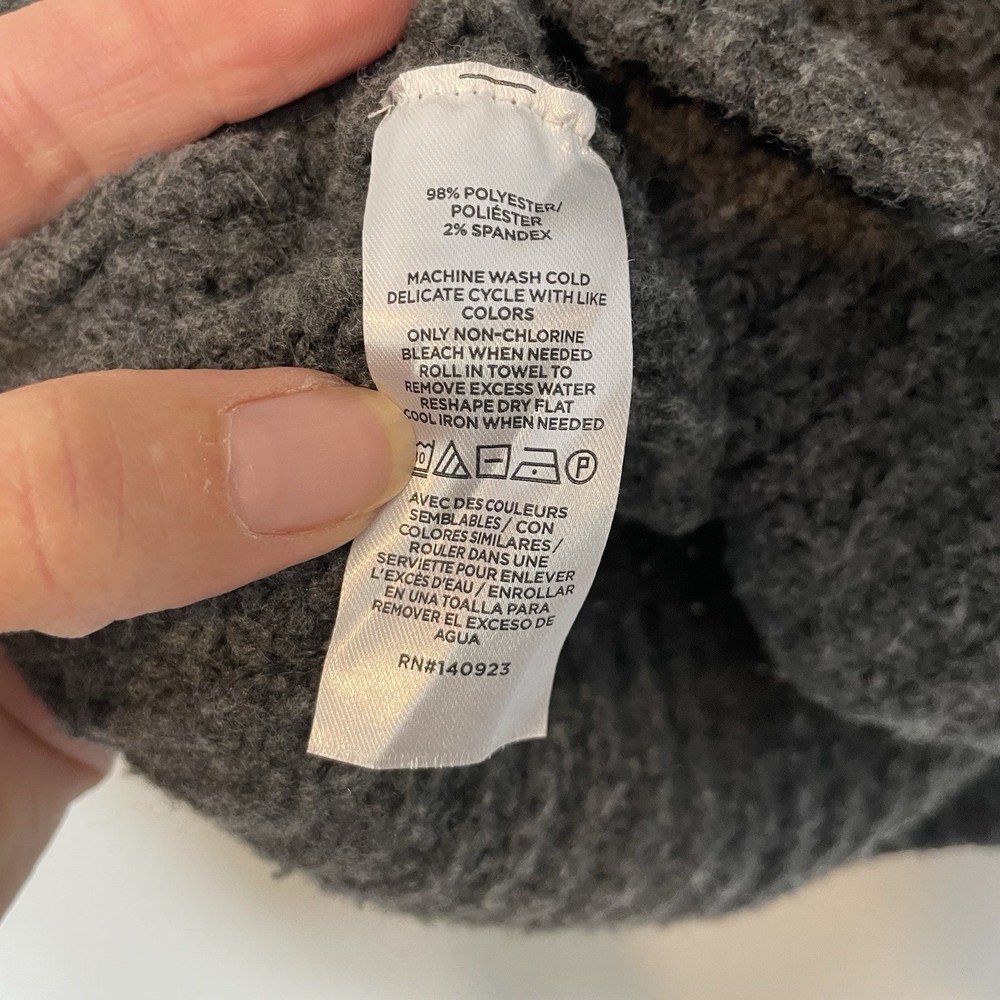 98% POLYESTER/
POLIÉSTER
2% SPANDEX
MACHINE WASH COLD
DELICATE CYCLE WITH LIKE
COLORS
ONLY NON-CHLORINE
BLEACH WHEN NEEDED
ROLL IN TOWEL TO
REMOVE EXCESS WATER
RESHAPE DRY FLAT
COOL IRON WHEN NEEDED
P
AVEC DES COULEURS
SEMBLABLES / CON
COLORES SIMILARES /
ROULER DANS UNE
SERVIETTE POUR ENLEVER
L'EXCÈS D'EAU / ENROLLAR
EN UNA TOALLA PARA
REMOVER EL EXCESO DE
AGUA
RN#140923